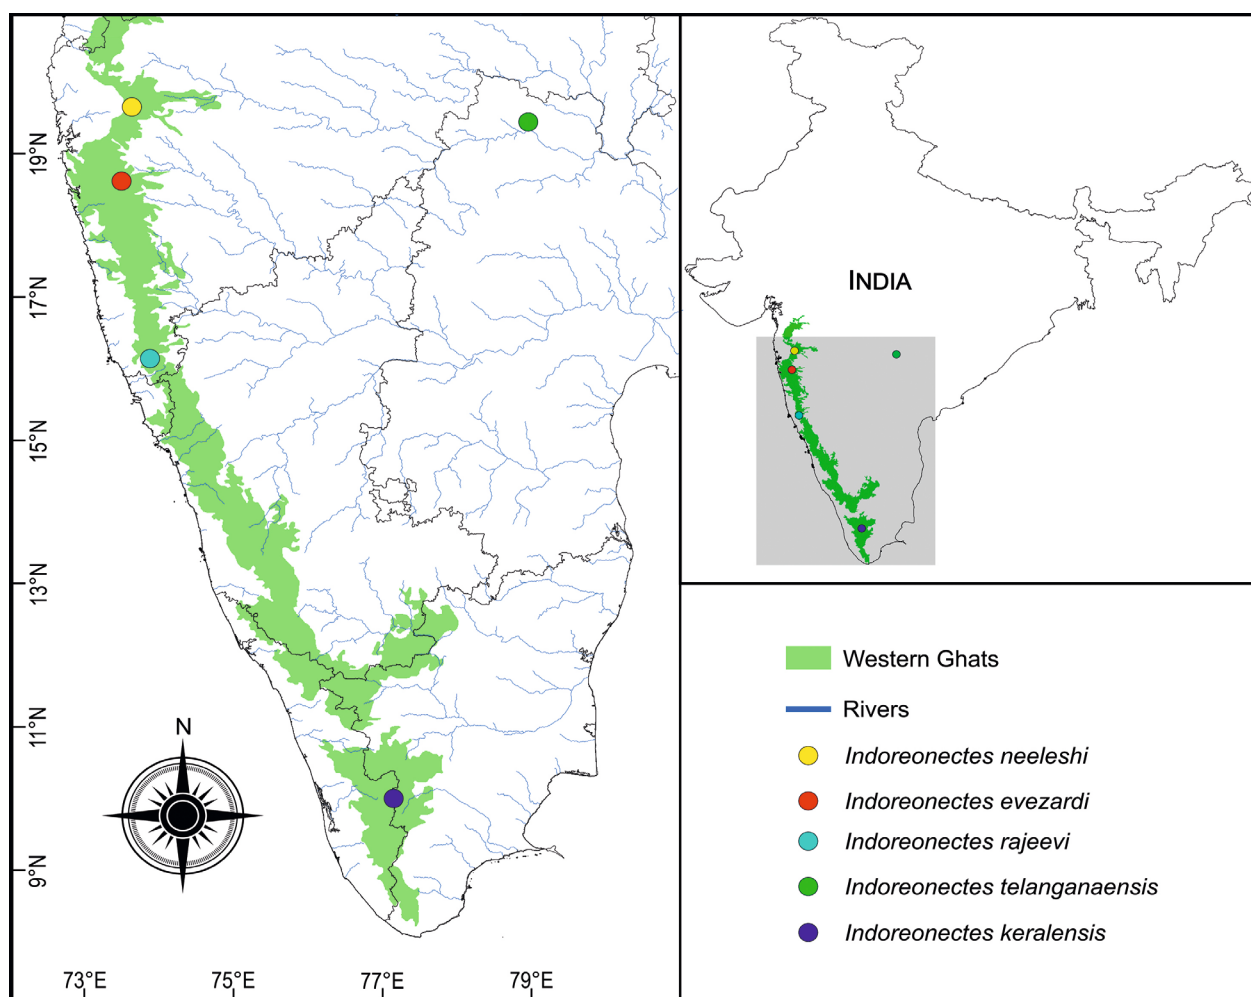 19°N
17°N
15°N
13°N
11°N
9°N
N
73°E
75°E
77°E
79°E
INDIA
Western Ghats
Rivers
Indoreonectes neeleshi
Indoreonectes evezardi
Indoreonectes rajeevi
Indoreonectes telanganaensis
Indoreonectes keralensis